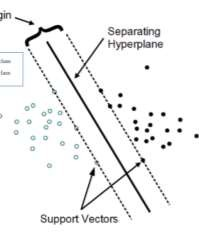 gin
Separating
Hyperplane
Support Vectors